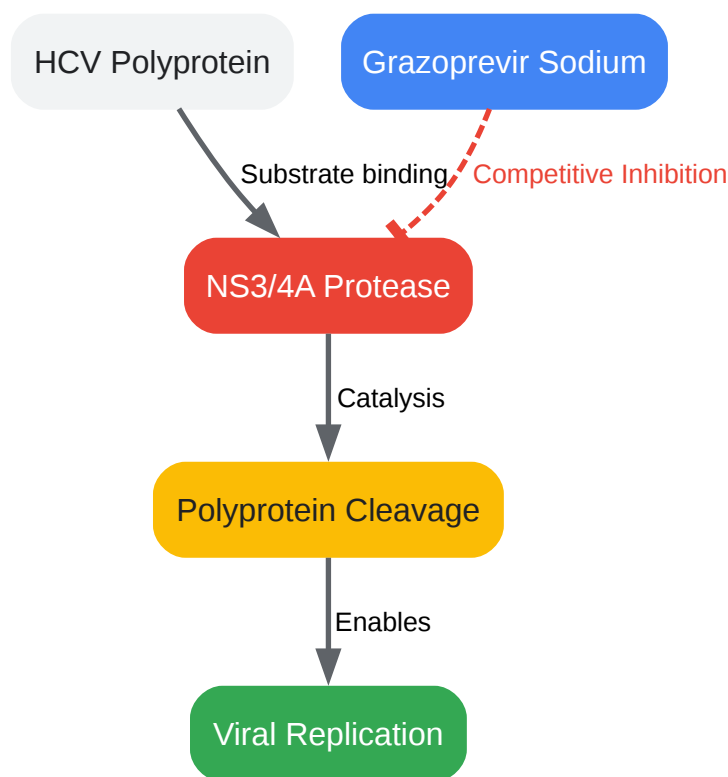 HCV Polyprotein
Grazoprevir Sodium
Substrate binding
Competitive Inhibition
NS3/4A Protease
Catalysis
Polyprotein Cleavage
Enables
Viral Replication